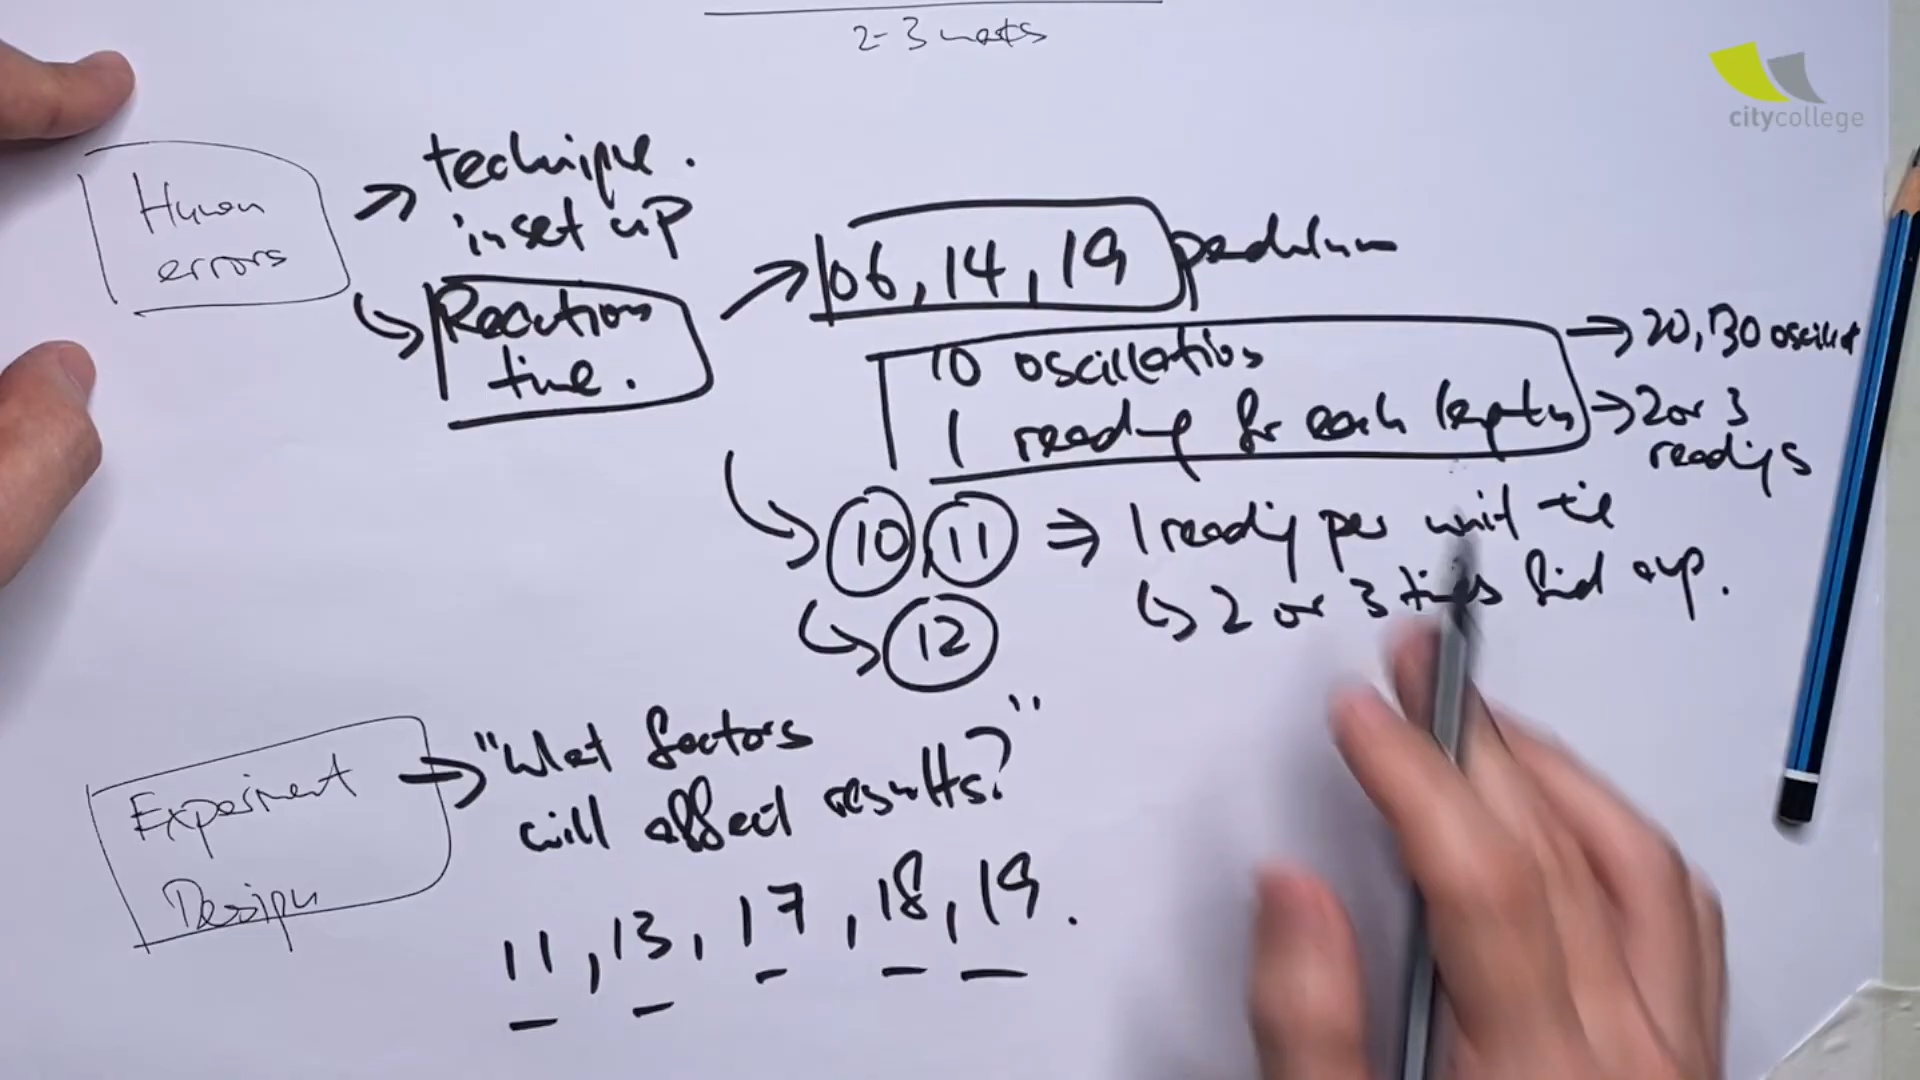 2-3 marks
citycollege
Human
errors
technique.
in set up
Reaction
time.
06, 14, 19
pendulum
10 oscillations
1 reading for each length
20, 30 oscillat
2 or 3
readings
10, 11
1 reading per unit time
2 or 3 times find avg.
12
Experiment
Design
"What factors
will affect results?"
11, 13, 17, 18, 19.